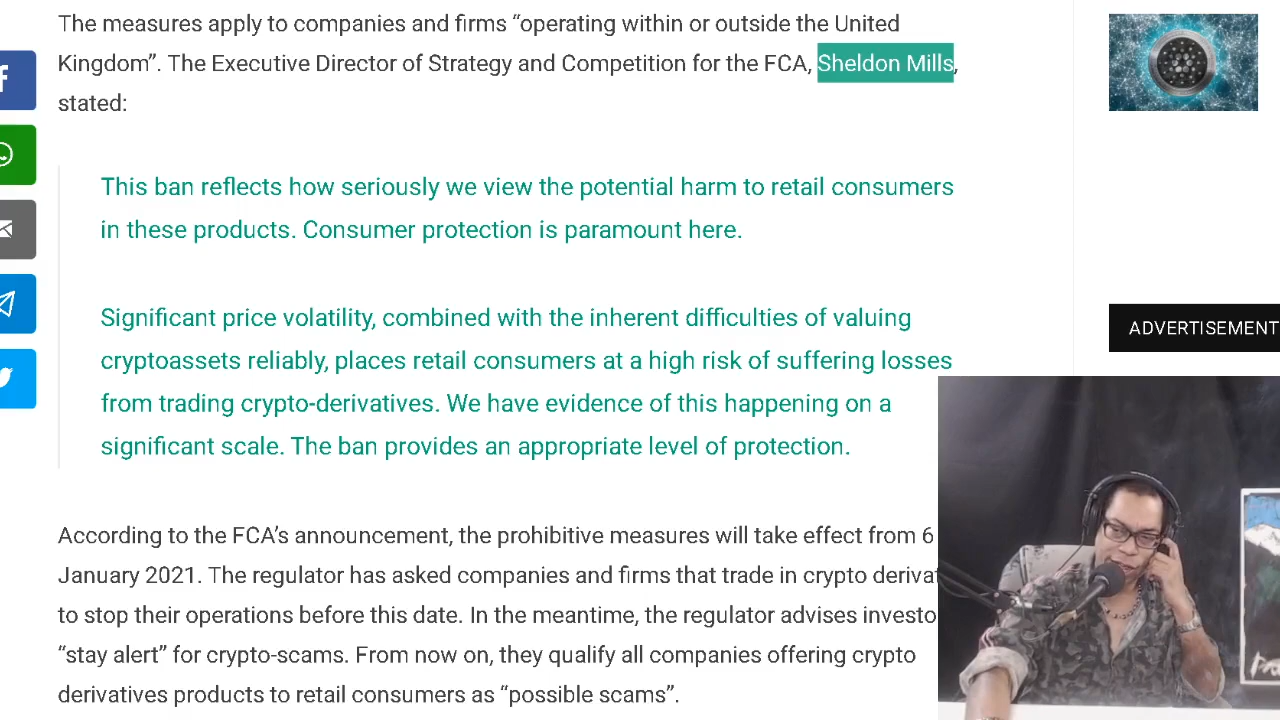 The measures apply to companies and firms “operating within or outside the United
Kingdom”. The Executive Director of Strategy and Competition for the FCA, Sheldon Mills,
stated:
This ban reflects how seriously we view the potential harm to retail consumers
in these products. Consumer protection is paramount here.
Significant price volatility, combined with the inherent difficulties of valuing
cryptoassets reliably, places retail consumers at a high risk of suffering losses
from trading crypto-derivatives. We have evidence of this happening on a
significant scale. The ban provides an appropriate level of protection.
ADVERTISEMENT
According to the FCA’s announcement, the prohibitive measures will take effect from 6
January 2021. The regulator has asked companies and firms that trade in crypto derivat
to stop their operations before this date. In the meantime, the regulator advises investo
“stay alert” for crypto-scams. From now on, they qualify all companies offering crypto
derivatives products to retail consumers as “possible scams”.